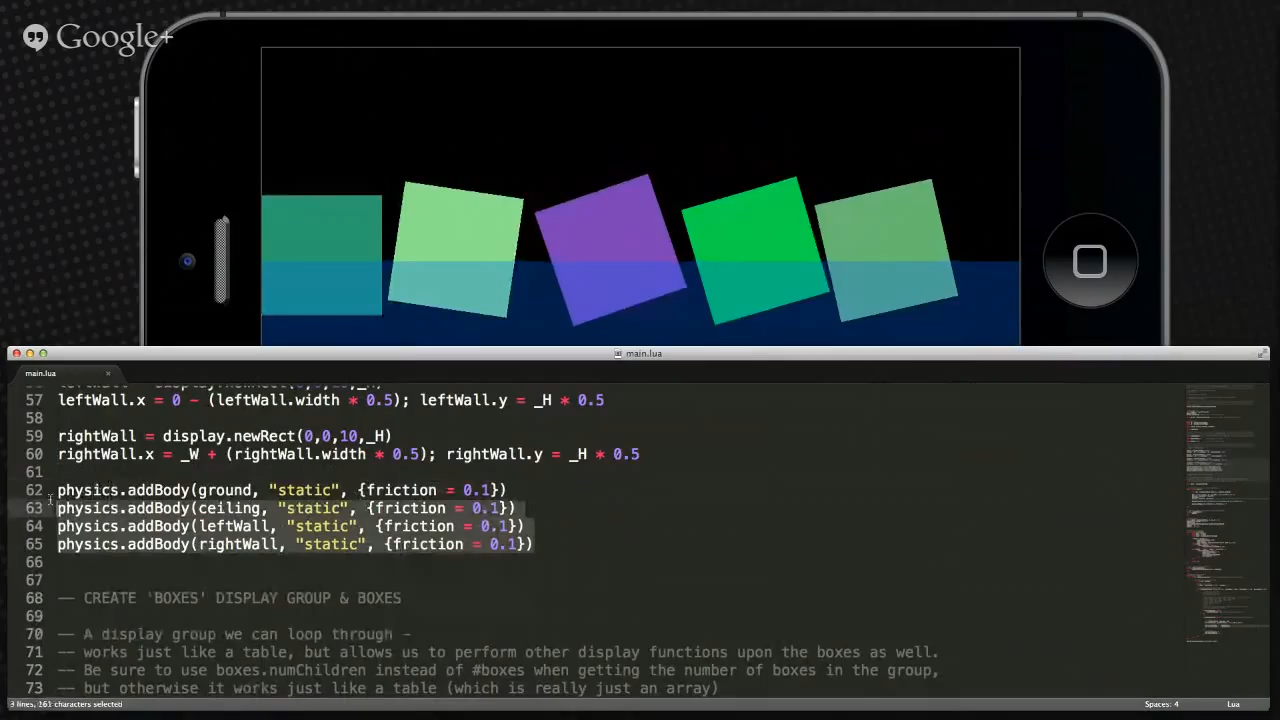 Google+
main.lua
main.lua
57 leftWall.x = 0 - (leftWall.width * 0.5); leftWall.y = _H * 0.5
58
59 rightWall = display.newRect(0,0,10,_H)
60 rightWall.x = _W + (rightWall.width * 0.5); rightWall.y = _H * 0.5
61
62 physics.addBody(ground, "static", {friction = 0.1})
63 physics.addBody(ceiling, "static", {friction = 0.1})
64 physics.addBody(leftWall, "static", {friction = 0.1})
65 physics.addBody(rightWall, "static", {friction = 0.1})
66
67
68 -- CREATE 'BOXES' DISPLAY GROUP & BOXES
69
70 -- A display group we can loop through -
71 -- works just like a table, but allows us to perform other display functions upon the boxes as well.
72 -- Be sure to use boxes.numChildren instead of #boxes when getting the number of boxes in the group,
73 -- but otherwise it works just like a table (which is really just an array)
3 lines, 161 characters selected
Spaces: 4
Lua